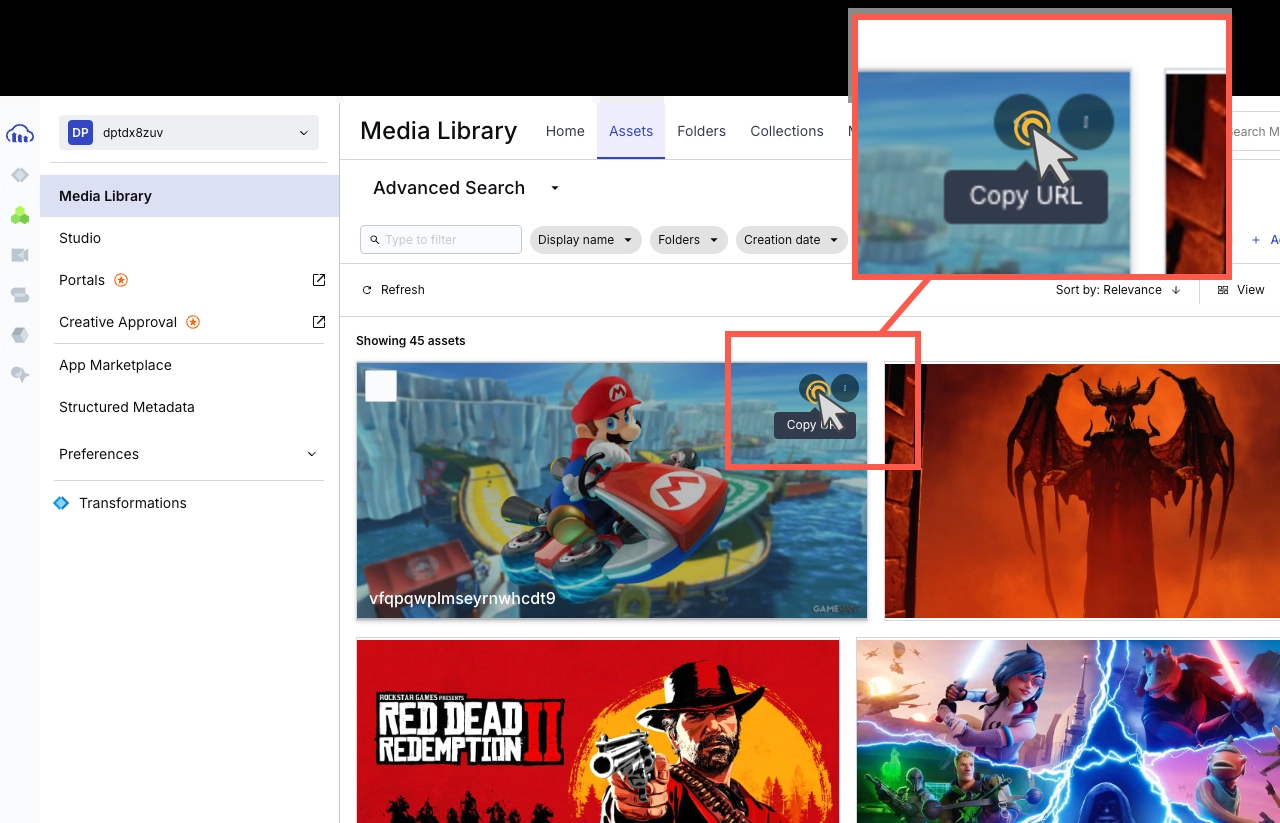 Copy URL
DP dptdx8zuv
Media Library
Home
Assets
Folders
Collections
M
Search M
Media Library
Studio
Portals
Creative Approval
App Marketplace
Structured Metadata
Preferences
Transformations
Advanced Search
Type to filter
Display name
Folders
Creation date
Refresh
Sort by: Relevance
View
Showing 45 assets
M
M
Copy URL
vfqpqwplmseyrnwhcdt9
ROCKSTAR GAMES PRESENTS
RED DEAD
REDEMPTION II